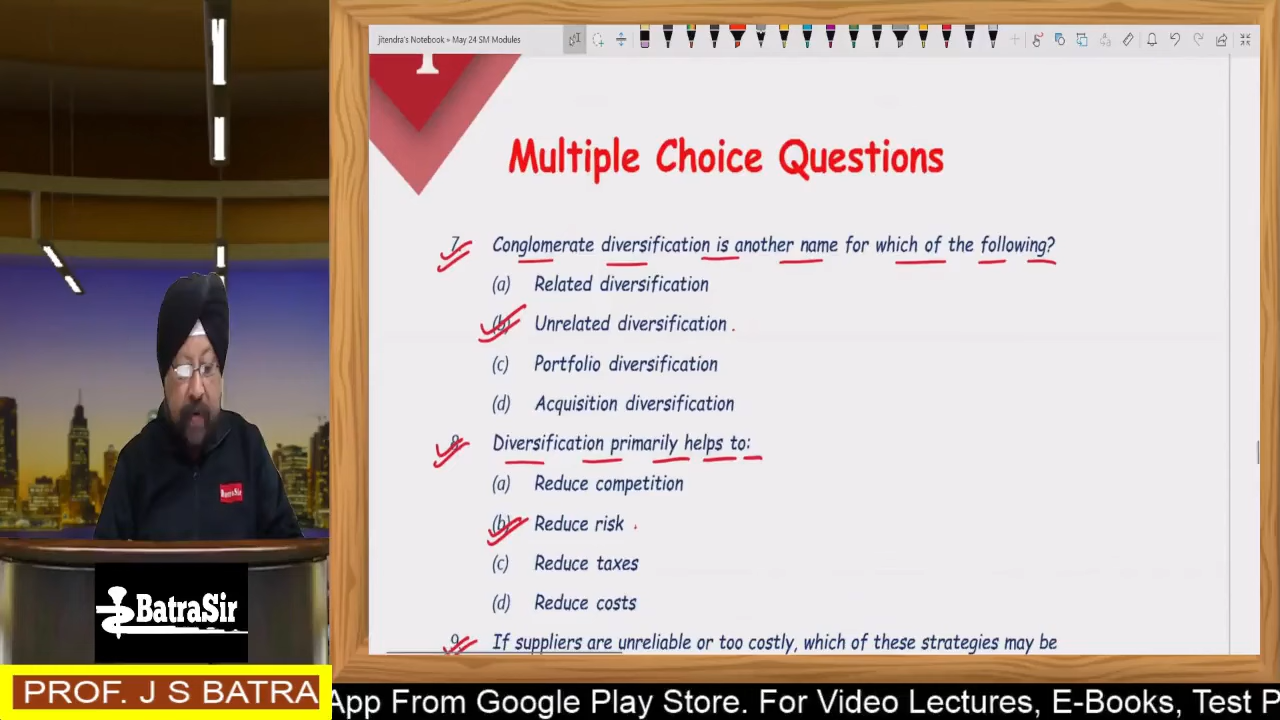 jitendra's Notebook » May 24 SM Modules
1
Multiple Choice Questions
7. Conglomerate diversification is another name for which of the following?
(a) Related diversification
(b) Unrelated diversification
(c) Portfolio diversification
(d) Acquisition diversification
8. Diversification primarily helps to:
(a) Reduce competition
(b) Reduce risk
(c) Reduce taxes
(d) Reduce costs
9. If suppliers are unreliable or too costly, which of these strategies may be
BatraSir
BatraSir
PROF. J S BATRA
App From Google Play Store. For Video Lectures, E-Books, Test P